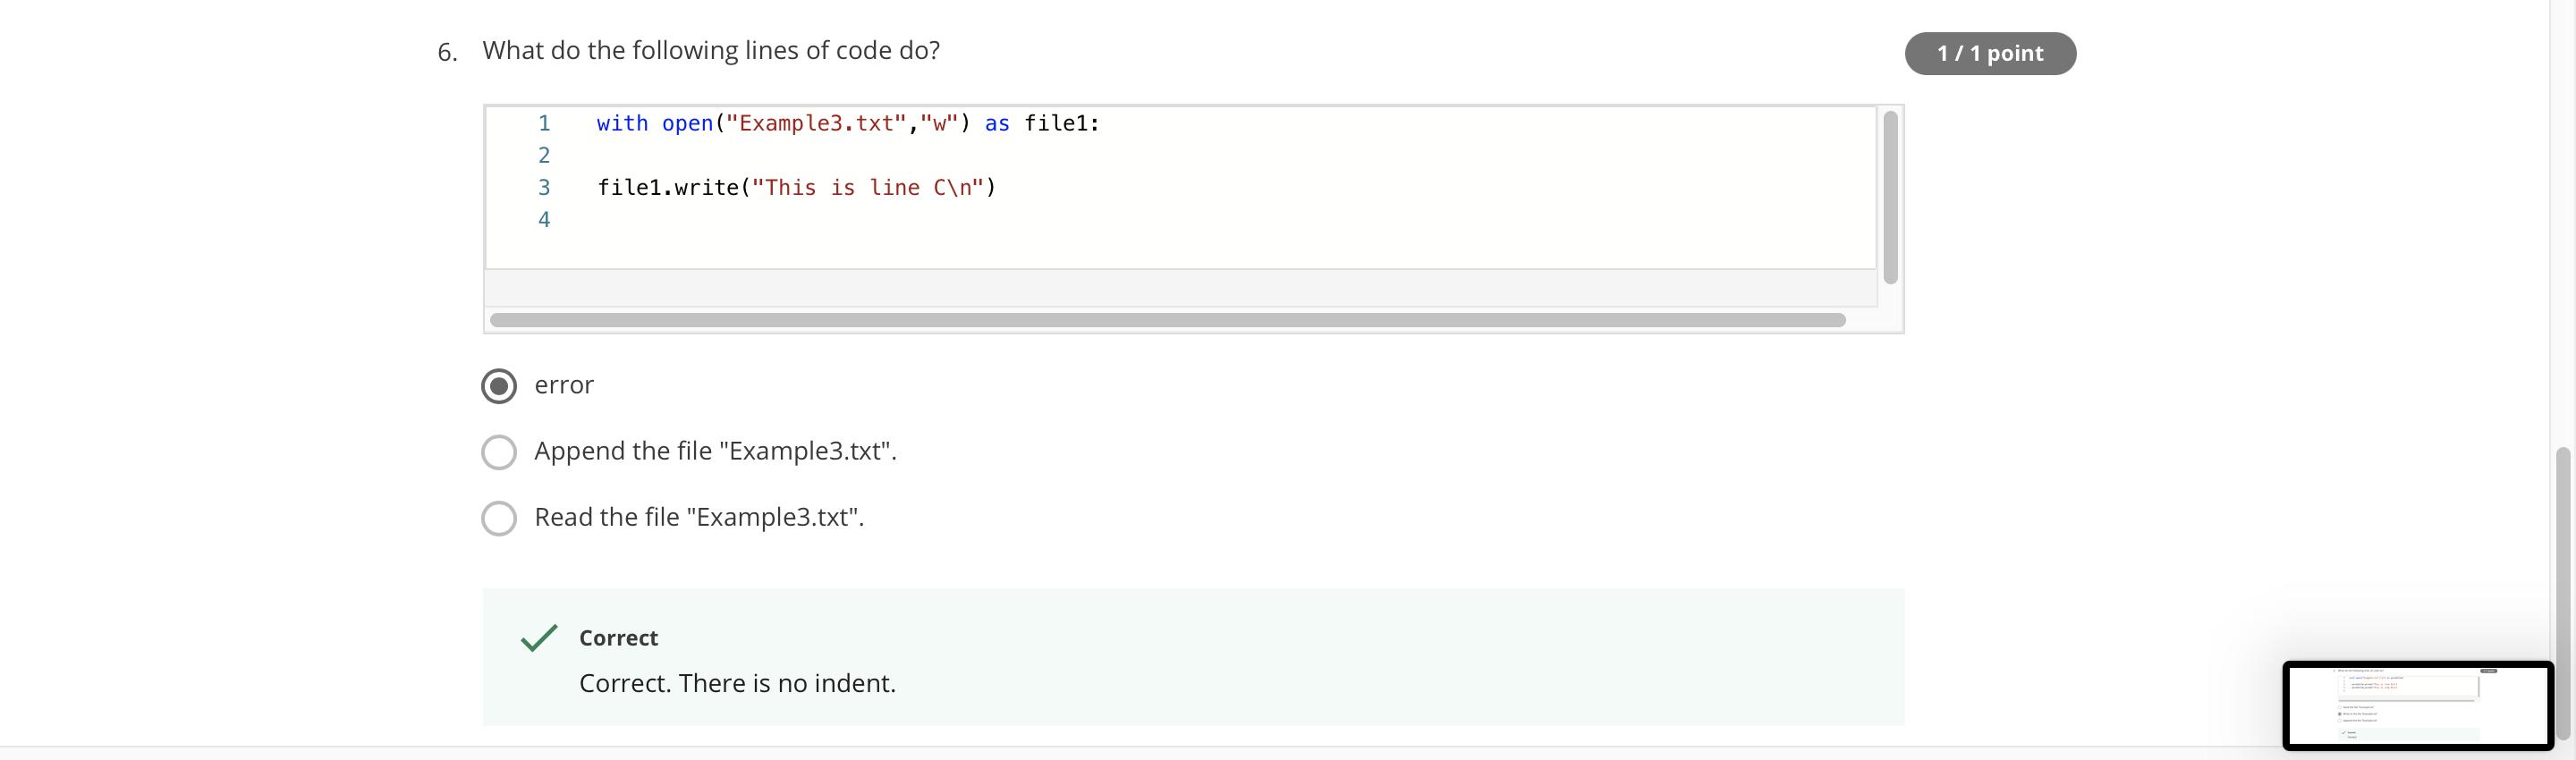 6. What do the following lines of code do?
1 / 1 point
1 with open("Example3.txt","w") as file1:
2
3 file1.write("This is line C\n")
4
error
Append the file "Example3.txt".
Read the file "Example3.txt".
Correct
Correct. There is no indent.